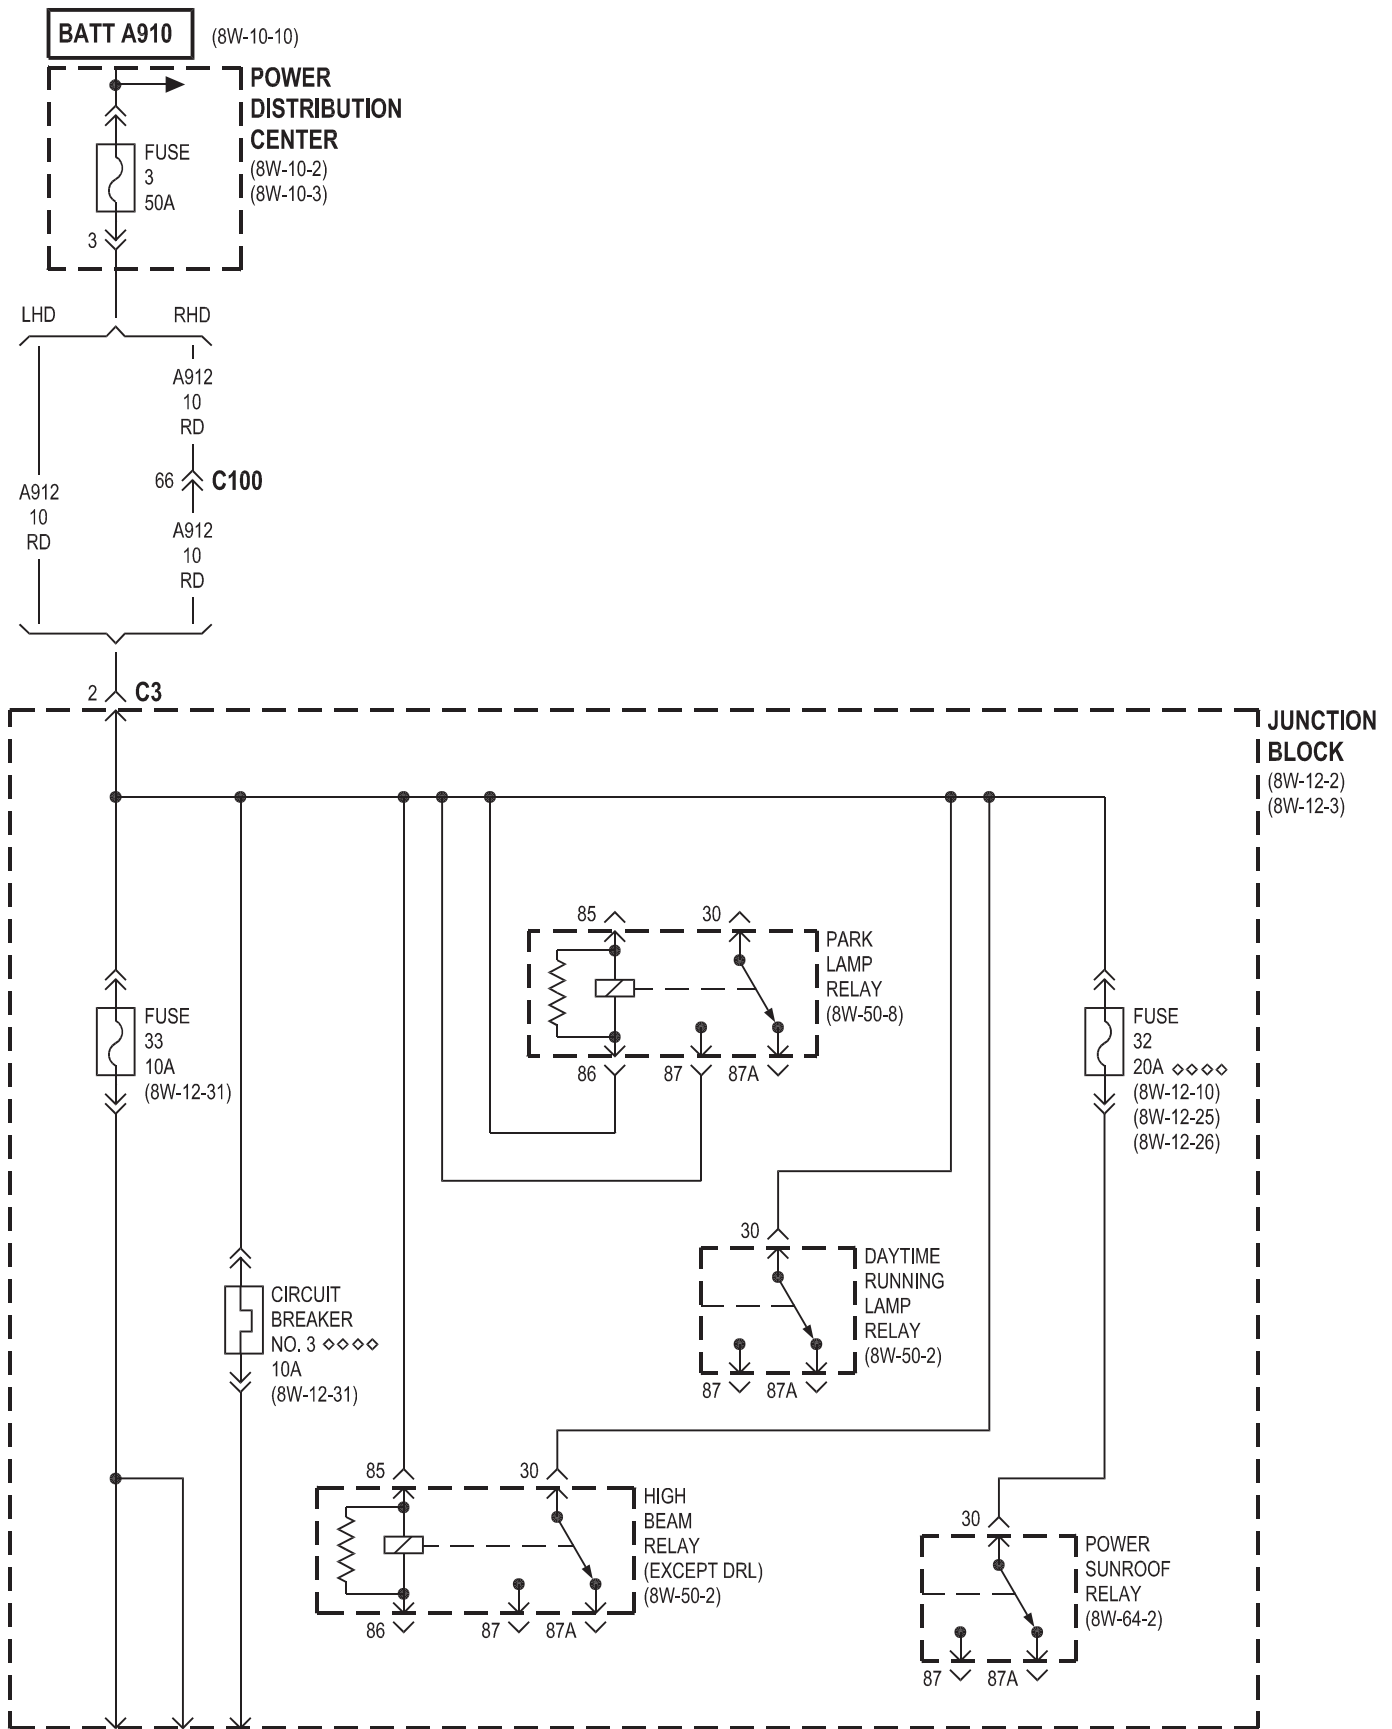 BATT A910 (8W-10-10)
POWER
DISTRIBUTION
CENTER
(8W-10-2)
(8W-10-3)
FUSE
3
50A
3
LHD
RHD
A912
10
RD
66 C100
A912
10
RD
A912
10
RD
2 C3
JUNCTION
BLOCK
(8W-12-2)
(8W-12-3)
85
30
PARK
LAMP
RELAY
(8W-50-8)
86
87
87A
FUSE
33
10A
(8W-12-31)
FUSE
32
20A ◇◇◇◇
(8W-12-10)
(8W-12-25)
(8W-12-26)
30
DAYTIME
RUNNING
LAMP
RELAY
(8W-50-2)
87
87A
CIRCUIT
BREAKER
NO. 3 ◇◇◇◇
10A
(8W-12-31)
85
30
HIGH
BEAM
RELAY
(EXCEPT DRL)
(8W-50-2)
86
87
87A
30
POWER
SUNROOF
RELAY
(8W-64-2)
87
87A